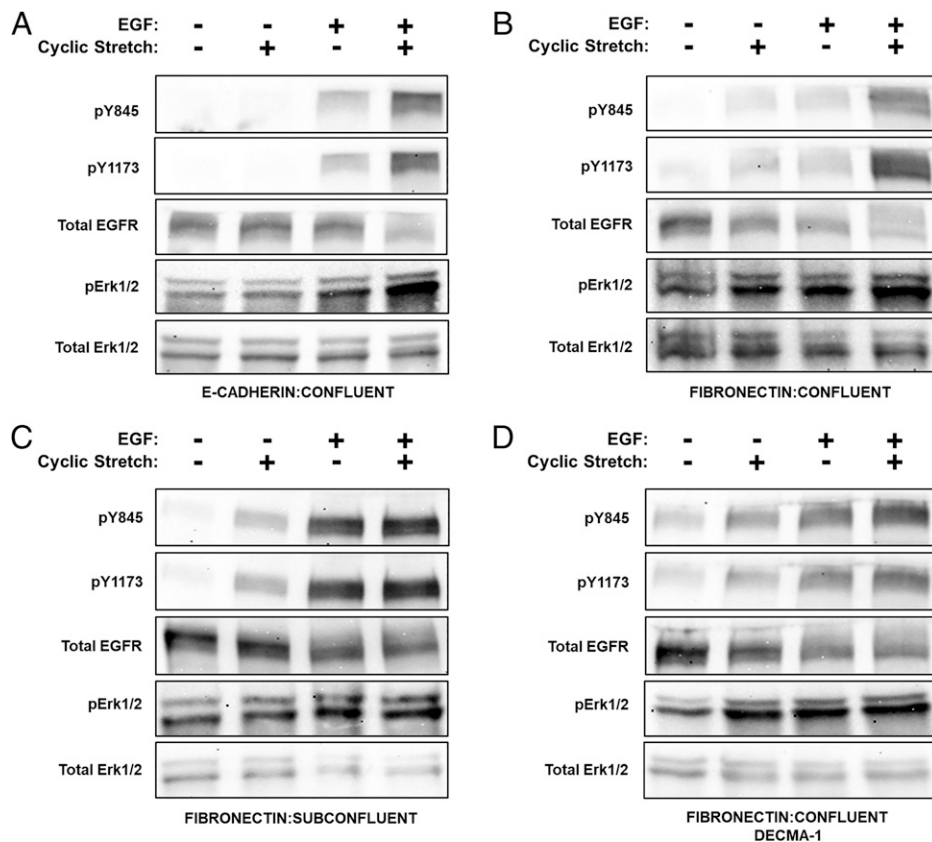 A
EGF: - - + +
Cyclic Stretch: - + - +
pY845
pY1173
Total EGFR
pErk1/2
Total Erk1/2
E-CADHERIN:CONFLUENT
B
EGF: - - + +
Cyclic Stretch: - + - +
pY845
pY1173
Total EGFR
pErk1/2
Total Erk1/2
FIBRONECTIN:CONFLUENT
C
EGF: - - + +
Cyclic Stretch: - + - +
pY845
pY1173
Total EGFR
pErk1/2
Total Erk1/2
FIBRONECTIN:SUBCONFLUENT
D
EGF: - - + +
Cyclic Stretch: - + - +
pY845
pY1173
Total EGFR
pErk1/2
Total Erk1/2
FIBRONECTIN:CONFLUENT
DECMA-1